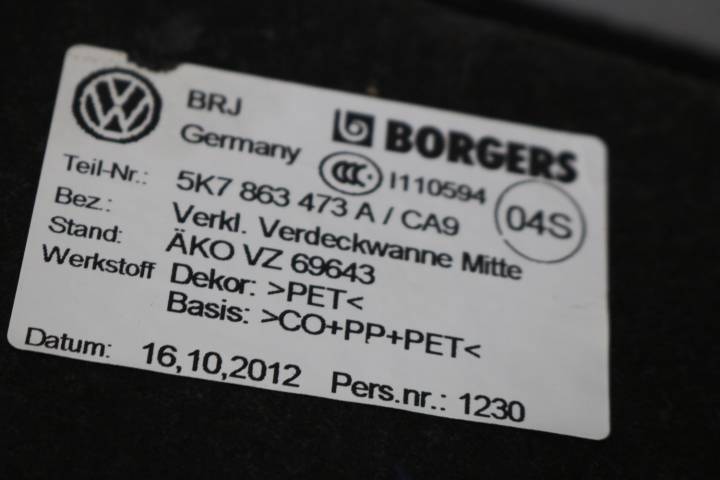 BRJ
Germany
BORGERS
CCC I110594
04S
Teil-Nr.: 5K7 863 473 A / CA9
Bez.: Verkl. Verdeckwanne Mitte
Stand: ÄKO VZ 69643
Werkstoff Dekor: >PET<
Basis: >CO+PP+PET<
Datum: 16,10,2012 Pers.nr.: 1230